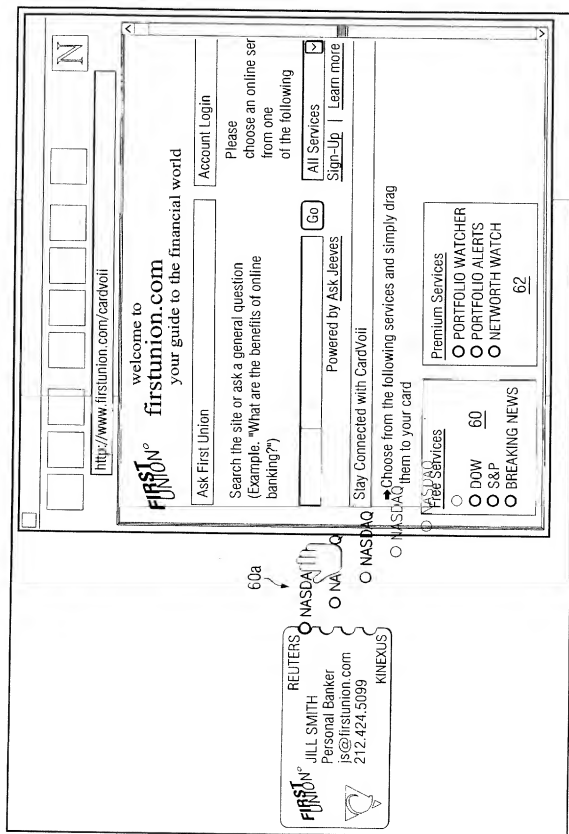 N
http://www.firstunion.com/cardvoii
FIRST UNION®
welcome to
firstunion.com
your guide to the financial world
Ask First Union
Account Login
Search the site or ask a general question
(Example. "What are the benefits of online
banking?")
Go
Powered by Ask Jeeves
Please
choose an online ser
from one
of the following
All Services
Sign-Up | Learn more
Stay Connected with CardVoii
➡Choose from the following services and simply drag
them to your card
Free Services
DOW
60
S&P
BREAKING NEWS
Premium Services
PORTFOLIO WATCHER
PORTFOLIO ALERTS
NETWORTH WATCH
62
60a
NASDA
NA Q
NASDAQ
NASDAQ
NASDAQ
FIRST UNION®
REUTERS
JILL SMITH
Personal Banker
js@firstunion.com
212.424.5099
KINEXUS